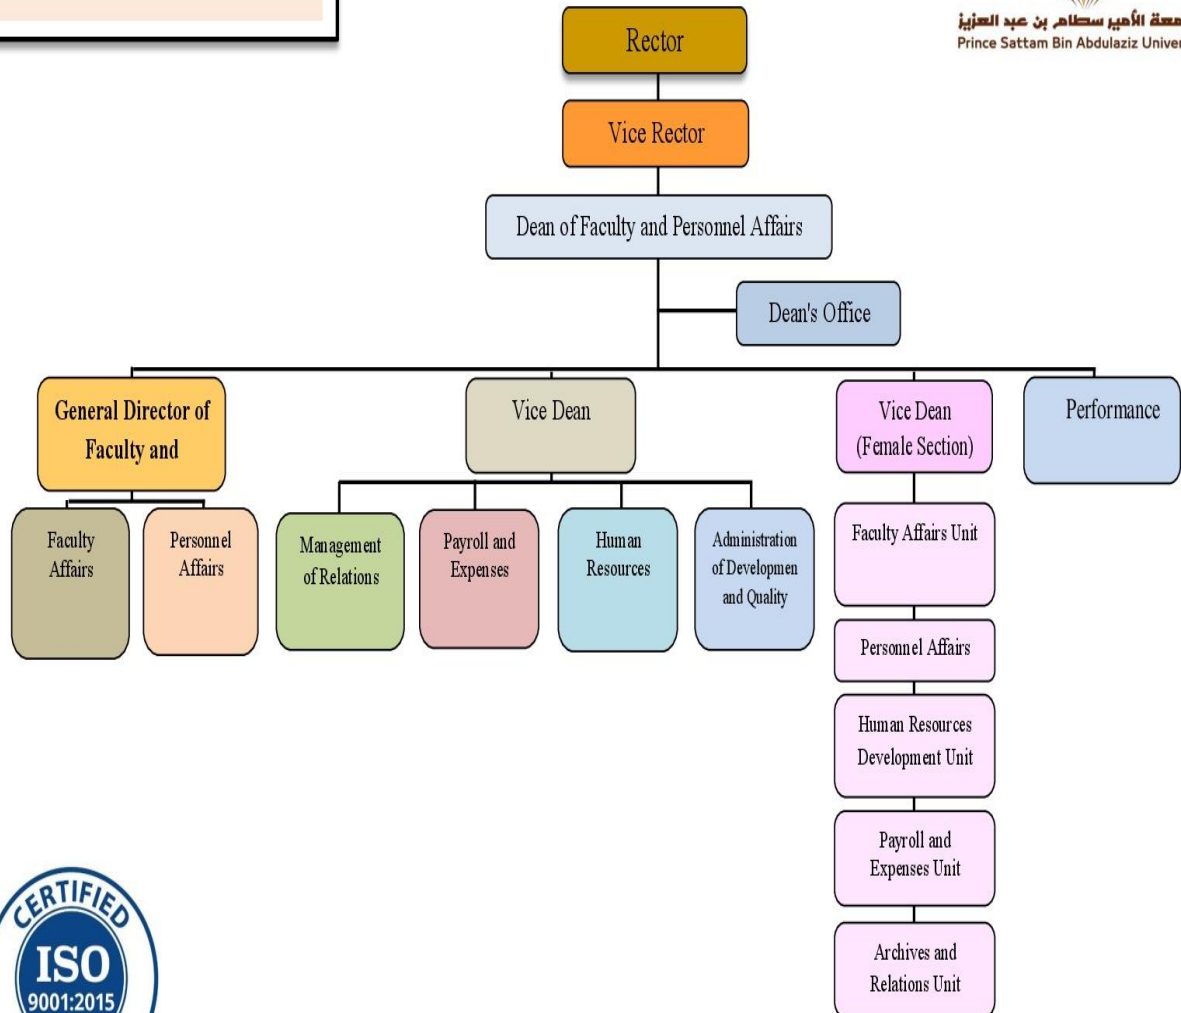 جامعة الأمير سطام بن عبد العزيز
Prince Sattam Bin Abdulaziz Univer
Rector
Vice Rector
Dean of Faculty and Personnel Affairs
Dean's Office
General Director of
Faculty and
Vice Dean
Vice Dean
(Female Section)
Performance
Faculty
Affairs
Personnel
Affairs
Management
of Relations
Payroll and
Expenses
Human
Resources
Administration
of Developmen
and Quality
Faculty Affairs Unit
Personnel Affairs
Human Resources
Development Unit
Payroll and
Expenses Unit
Archives and
Relations Unit
CERTIFIED
ISO
9001:2015